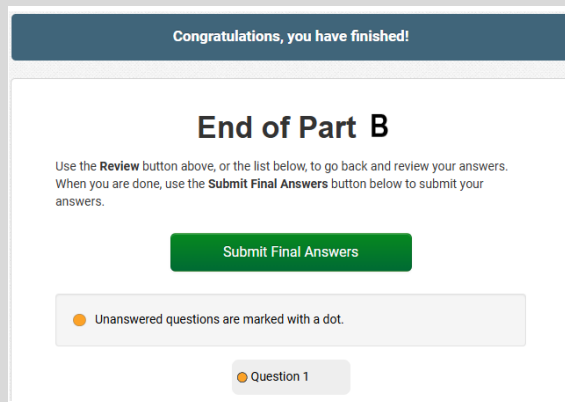 Congratulations, you have finished!
End of Part B
Use the Review button above, or the list below, to go back and review your answers.
When you are done, use the Submit Final Answers button below to submit your
answers.
Submit Final Answers
Unanswered questions are marked with a dot.
Question 1